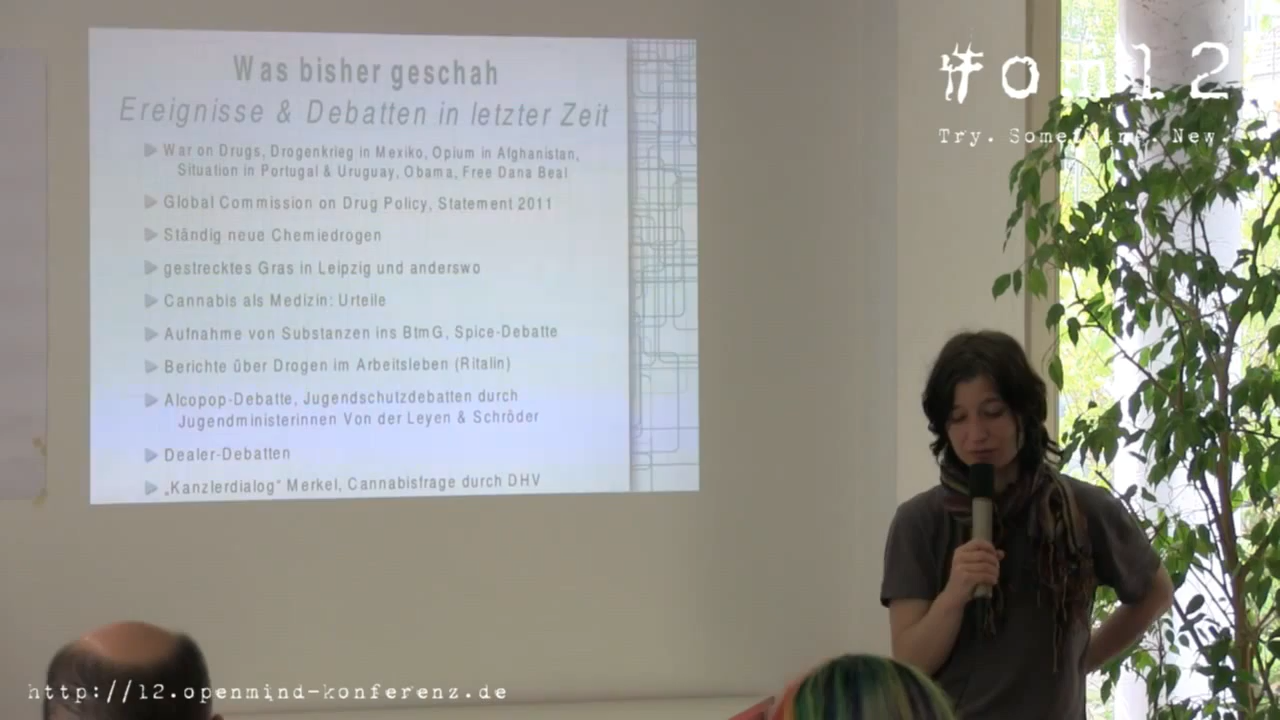 Was bisher geschah
Ereignisse & Debatten in letzter Zeit
War on Drugs, Drogenkrieg in Mexiko, Opium in Afghanistan,
Situation in Portugal & Uruguay, Obama, Free Dana Beal
Global Commission on Drug Policy, Statement 2011
Ständig neue Chemiedrogen
gestrecktes Gras in Leipzig und anderswo
Cannabis als Medizin: Urteile
Aufnahme von Substanzen ins BtmG, Spice-Debatte
Berichte über Drogen im Arbeitsleben (Ritalin)
Alcopop-Debatte, Jugendschutzdebatten durch
Jugendministerinnen Von der Leyen & Schröder
Dealer-Debatten
„Kanzlerdialog“ Merkel, Cannabisfrage durch DHV
#om12
Try. Something. New.
http://12.openmind-konferenz.de